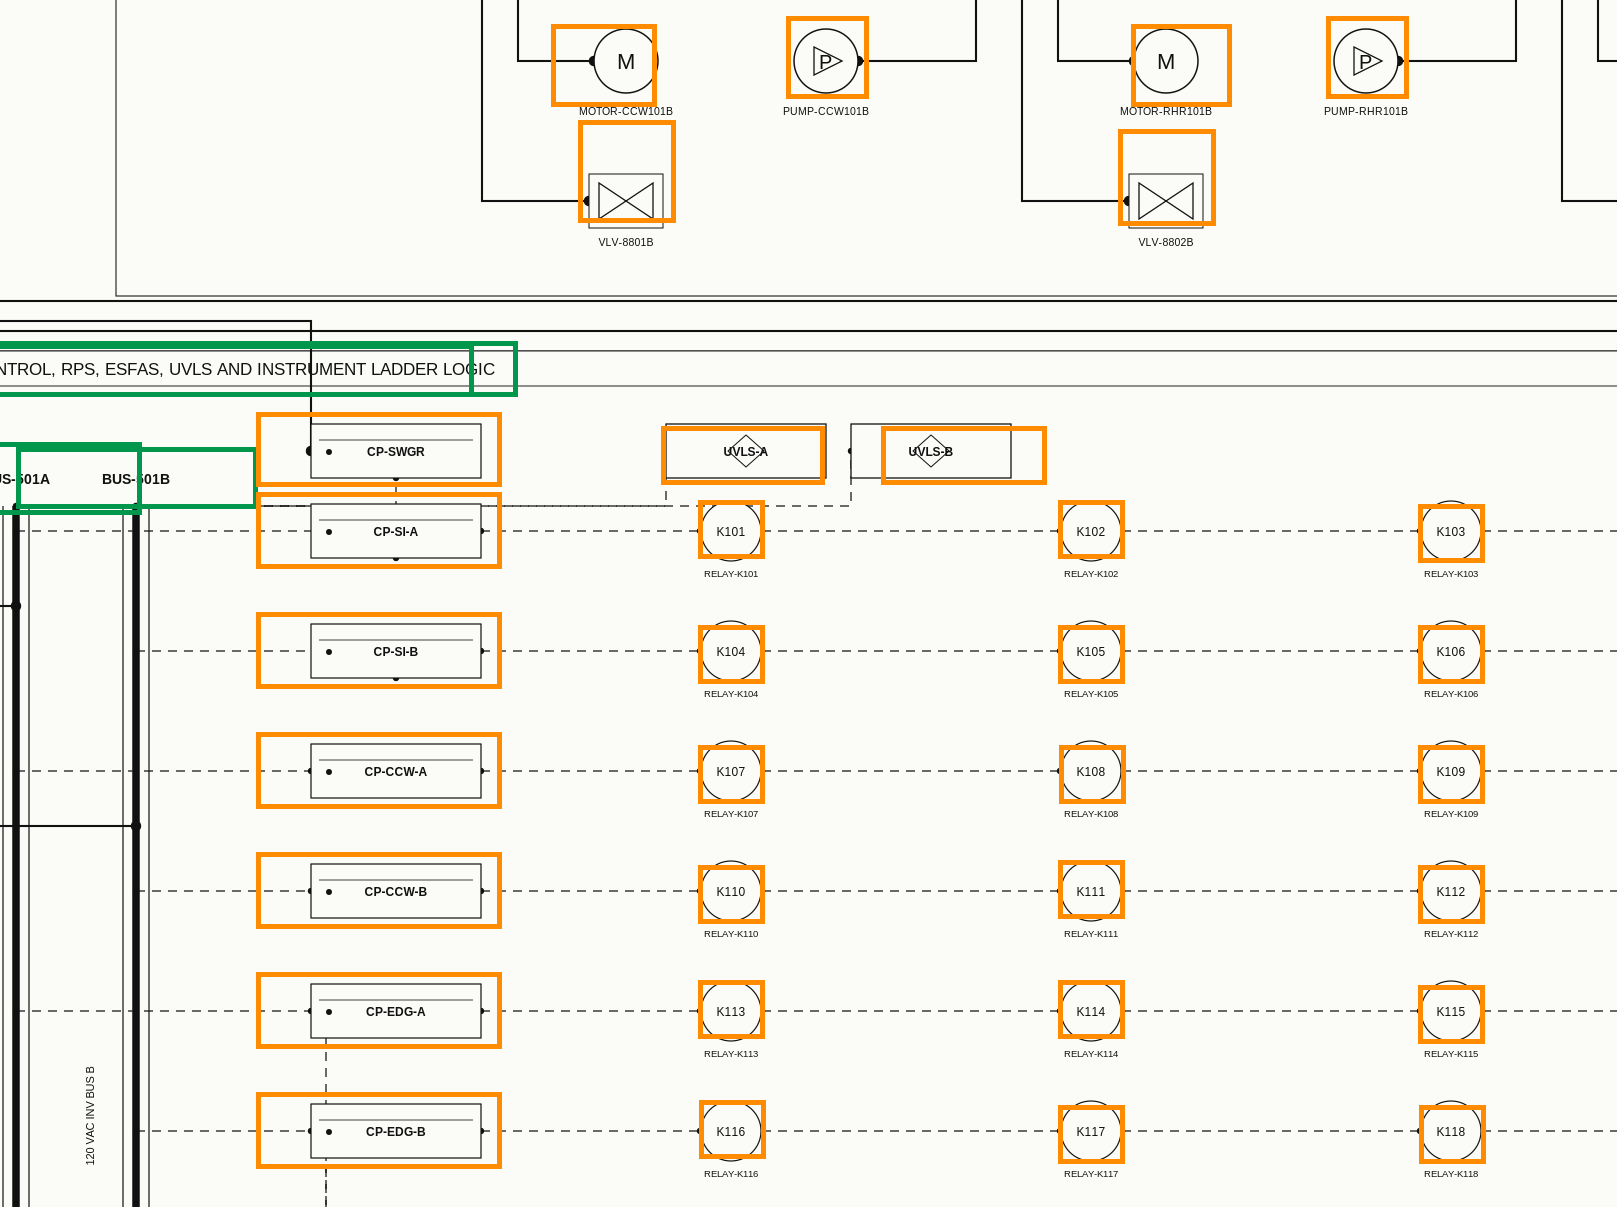 M
P
M
P
MOTOR-CCW101B
PUMP-CCW101B
MOTOR-RHR101B
PUMP-RHR101B
VLV-8801B
VLV-8802B
NTROL, RPS, ESFAS, UVLS AND INSTRUMENT LADDER LOGIC
CP-SWGR
UVLS-A
UVLS-B
US-501A
BUS-501B
CP-SI-A
K101
K102
K103
RELAY-K101
RELAY-K102
RELAY-K103
CP-SI-B
K104
K105
K106
RELAY-K104
RELAY-K105
RELAY-K106
CP-CCW-A
K107
K108
K109
RELAY-K107
RELAY-K108
RELAY-K109
CP-CCW-B
K110
K111
K112
RELAY-K110
RELAY-K111
RELAY-K112
CP-EDG-A
K113
K114
K115
RELAY-K113
RELAY-K114
RELAY-K115
120 VAC INV BUS B
CP-EDG-B
K116
K117
K118
RELAY-K116
RELAY-K117
RELAY-K118